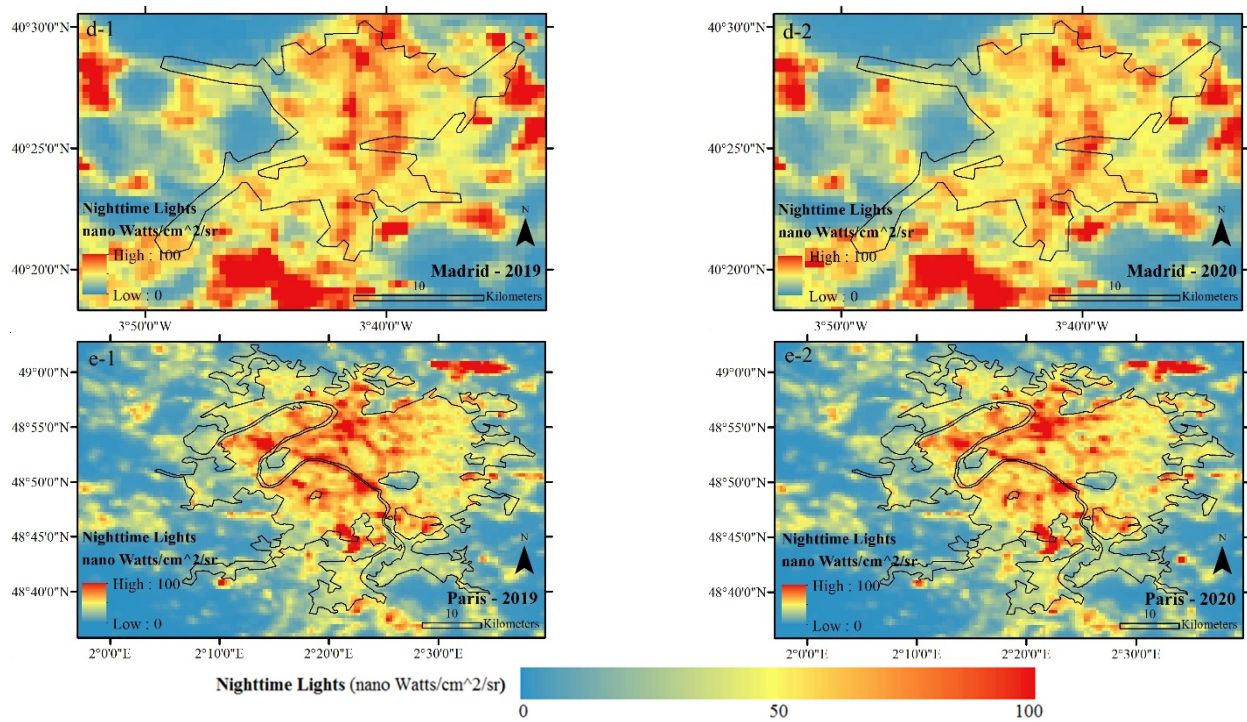 d-1
40°30'0"N
40°25'0"N
40°20'0"N
Nighttime Lights
nano Watts/cm^2/sr
High : 100
Low : 0
N
Madrid - 2019
10
Kilometers
3°50'0"W
3°40'0"W
d-2
40°30'0"N
40°25'0"N
40°20'0"N
Nighttime Lights
nano Watts/cm^2/sr
High : 100
Low : 0
N
Madrid - 2020
10
Kilometers
3°50'0"W
3°40'0"W
e-1
49°0'0"N
48°55'0"N
48°50'0"N
48°45'0"N
48°40'0"N
Nighttime Lights
nano Watts/cm^2/sr
High : 100
Low : 0
N
Paris - 2019
10
Kilometers
2°0'0"E
2°10'0"E
2°20'0"E
2°30'0"E
e-2
49°0'0"N
48°55'0"N
48°50'0"N
48°45'0"N
48°40'0"N
Nighttime Lights
nano Watts/cm^2/sr
High : 100
Low : 0
N
Paris - 2020
10
Kilometers
2°0'0"E
2°10'0"E
2°20'0"E
2°30'0"E
Nighttime Lights (nano Watts/cm^2/sr)
0
50
100